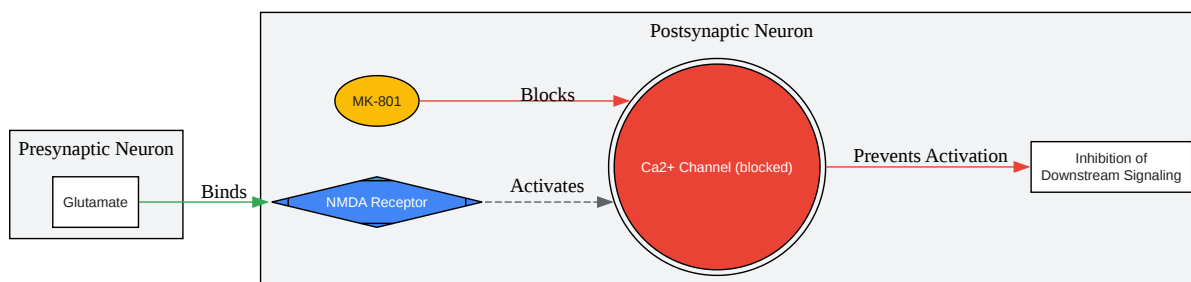 Postsynaptic Neuron
MK-801
Blocks
Presynaptic Neuron
Glutamate
Binds
NMDA Receptor
Activates
Ca2+ Channel (blocked)
Prevents Activation
Inhibition of
Downstream Signaling